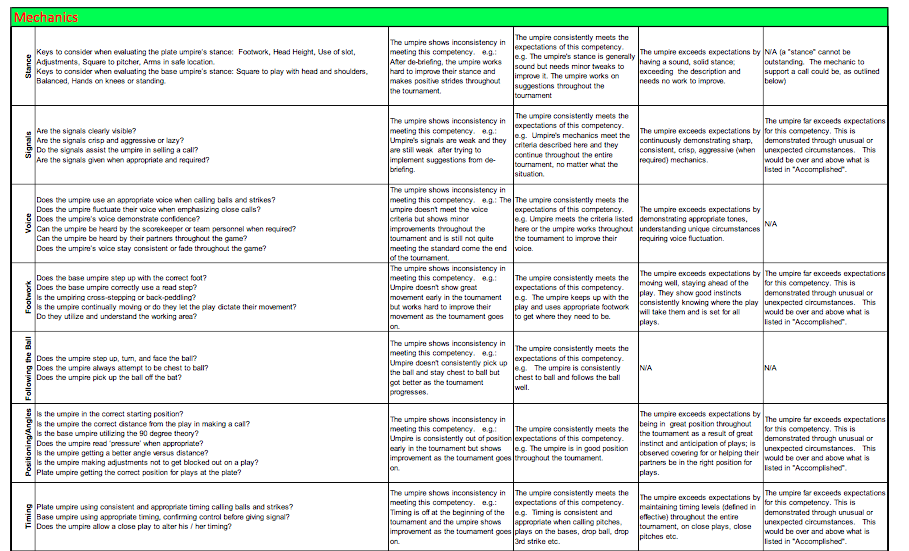 Mechanics
Stance
Keys to consider when evaluating the plate umpire's stance: Footwork, Head Height, Use of slot,
Adjustments, Square to pitcher, Arms in safe location.
Keys to consider when evaluating the base umpire's stance: Square to play with head and shoulders,
Balanced, Hands on knees or standing.
The umpire shows inconsistency in
meeting this competency. e.g.:
After de-briefing, the umpire works
hard to improve their stance and
makes positive strides throughout
the tournament.
The umpire consistently meets the
expectations of this competency.
e.g. The umpire's stance is generally
sound but needs minor tweaks to
improve it. The umpire works on
suggestions throughout the
tournament
The umpire exceeds expectations by
having a sound, solid stance;
exceeding the description and
needs no work to improve.
N/A (a "stance" cannot be
outstanding. The mechanic to
support a call could be, as outlined
below)
Signals
Are the signals clearly visible?
Are the signals crisp and aggressive or lazy?
Do the signals assist the umpire in selling a call?
Are the signals given when appropriate and required?
The umpire shows inconsistency in
meeting this competency. e.g.:
Umpire's signals are weak and they
are still weak after trying to
implement suggestions from de-
briefing.
The umpire consistently meets the
expectations of this competency.
e.g. Umpire's mechanics meet the
criteria described here and they
continue throughout the entire
tournament, no matter what the
situation.
The umpire exceeds expectations by
continuously demonstrating sharp,
consistent, crisp, aggressive (when
required) mechanics.
The umpire far exceeds expectations
for this competency. This is
demonstrated through unusual or
unexpected circumstances. This
would be over and above what is
listed in "Accomplished".
Voice
Does the umpire use an appropriate voice when calling balls and strikes?
Does the umpire fluctuate their voice when emphasizing close calls?
Does the umpire's voice demonstrate confidence?
Can the umpire be heard by the scorekeeper or team personnel when required?
Can the umpire be heard by their partners throughout the game?
Does the umpire's voice stay consistent or fade throughout the game?
The umpire shows inconsistency in
meeting this competency. e.g.: The
umpire doesn't meet the voice
criteria but shows minor
improvements throughout the
tournament and is still not quite
meeting the standard come the end
of the tournament.
The umpire consistently meets the
expectations of this competency.
e.g. Umpire meets the criteria listed
here or the umpire works throughout
the tournament to improve their
voice.
The umpire exceeds expectations by
demonstrating appropriate tones,
understanding unique circumstances
requiring voice fluctuation.
N/A
Footwork
Does the base umpire step up with the correct foot?
Does the base umpire correctly use a read step?
Is the umpiring cross-stepping or back-peddling?
Is the umpire continually moving or do they let the play dictate their movement?
Do they utilize and understand the working area?
The umpire shows inconsistency in
meeting this competency. e.g.:
Umpire doesn't show great
movement early in the tournament
but works hard to improve their
movement as the tournament goes
on.
The umpire consistently meets the
expectations of this competency.
e.g. The umpire keeps up with the
play and uses appropriate footwork
to get where they need to be.
The umpire exceeds expectations by
moving well, staying ahead of the
play. They show good instincts
consistently knowing where the play
will take them and is set for all
plays.
The umpire far exceeds expectations
for this competency. This is
demonstrated through unusual or
unexpected circumstances. This
would be over and above what is
listed in "Accomplished".
Following the Ball
Does the umpire step up, turn, and face the ball?
Does the umpire always attempt to be chest to ball?
Does the umpire pick up the ball off the bat?
The umpire shows inconsistency in
meeting this competency. e.g.:
Umpire doesn't consistently pick up
the ball and stay chest to ball but
got better as the tournament
progresses.
The umpire consistently meets the
expectations of this competency.
e.g. The umpire is consistently
chest to ball and follows the ball
well.
N/A
N/A
Positioning/Angles
Is the umpire in the correct starting position?
Is the umpire the correct distance from the play in making a call?
Is the base umpire utilizing the 90 degree theory?
Does the umpire read 'pressure' when appropriate?
Is the umpire getting a better angle versus distance?
Is the umpire making adjustments not to get blocked out on a play?
Plate umpire getting the correct position for plays at the plate?
The umpire shows inconsistency in
meeting this competency. e.g.:
Umpire is consistently out of position
early in the tournament but shows
improvement as the tournament goes
on.
The umpire consistently meets the
expectations of this competency.
e.g. The umpire is in good position
throughout the tournament.
The umpire exceeds expectations by
being in great position throughout
the tournament as a result of great
instinct and anticipation of plays; is
observed covering for or helping their
partners be in the right position for
plays.
The umpire far exceeds expectations
for this competency. This is
demonstrated through unusual or
unexpected circumstances. This
would be over and above what is
listed in "Accomplished".
Timing
Plate umpire using consistent and appropriate timing calling balls and strikes?
Base umpire using appropriate timing, confirming control before giving signal?
Does the umpire allow a close play to alter his / her timing?
The umpire shows inconsistency in
meeting this competency. e.g.:
Timing is off at the beginning of the
tournament and the umpire shows
improvement as the tournament goes
on.
The umpire consistently meets the
expectations of this competency.
e.g. Timing is consistent and
appropriate when calling pitches,
plays on the bases, drop ball, drop
3rd strike etc.
The umpire exceeds expectations by
maintaining timing levels (defined in
effective) throughout the entire
tournament, on close plays, close
pitches etc.
The umpire far exceeds expectations
for this competency. This is
demonstrated through unusual or
unexpected circumstances. This
would be over and above what is
listed in "Accomplished".